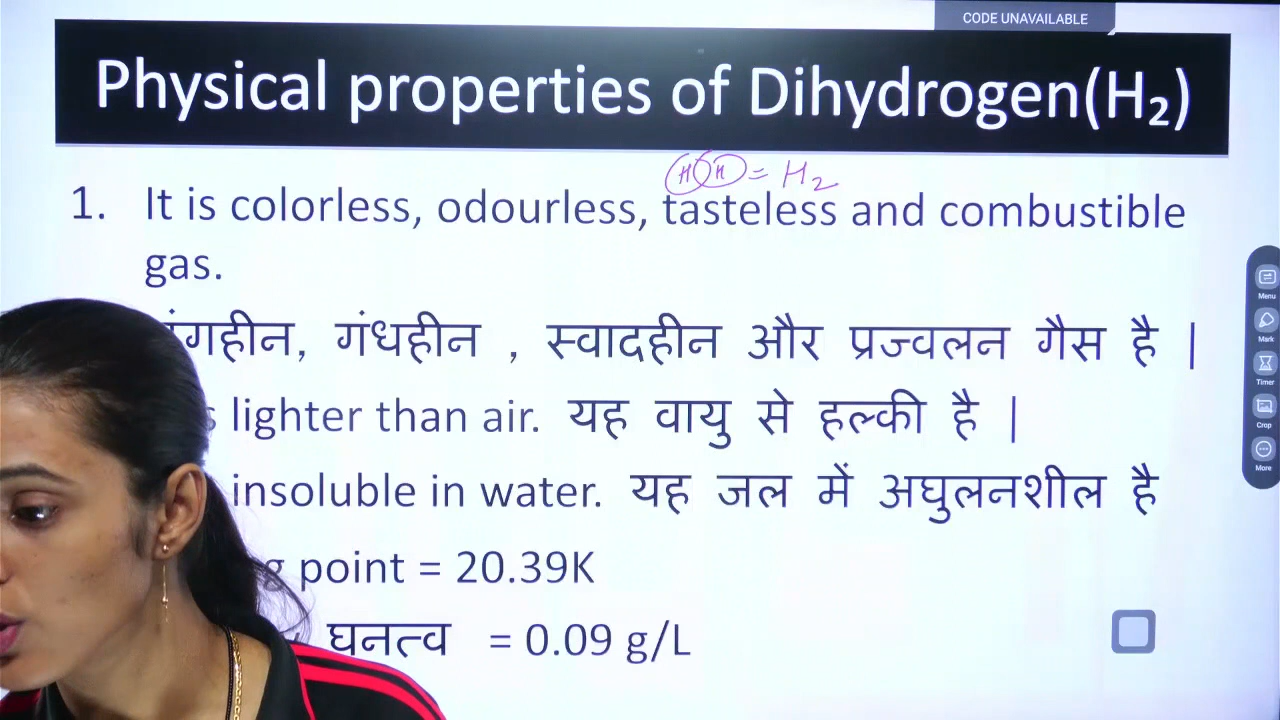 CODE UNAVAILABLE
Physical properties of Dihydrogen(H₂)
H H = H₂
1. It is colorless, odourless, tasteless and combustible
gas.
गंधहीन , स्वादहीन और प्रज्वलन गैस है |
lighter than air. यह वायु से हल्की है |
insoluble in water. यह जल में अघुलनशील है
point = 20.39K
घनत्व = 0.09 g/L
Menu
Mark
Timer
Crop
More